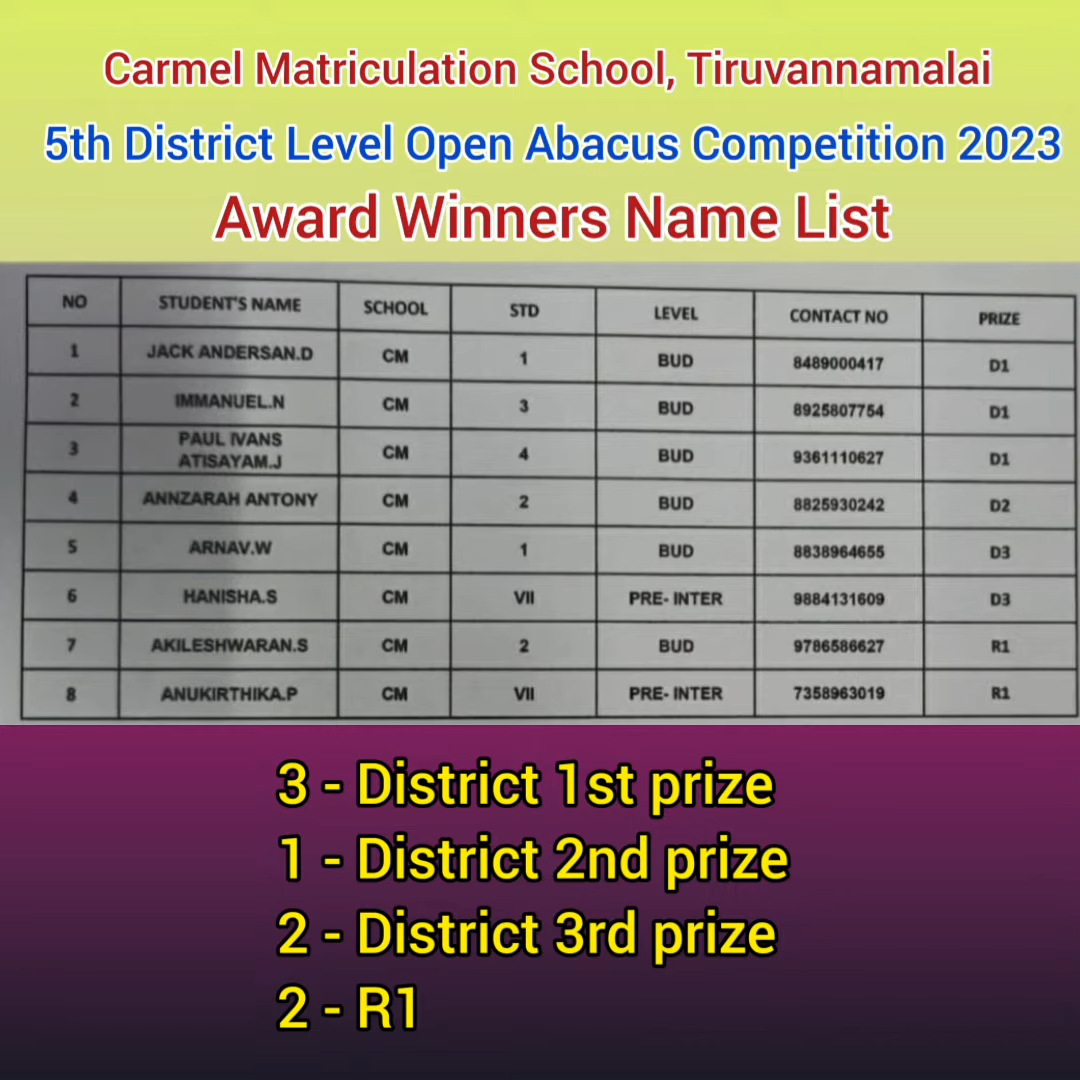 Carmel Matriculation School, Tiruvannamalai
5th District Level Open Abacus Competition 2023
Award Winners Name List
NO STUDENT'S NAME SCHOOL STD LEVEL CONTACT NO PRIZE
1 JACK ANDERSAN.D CM 1 BUD 8489000417 D1
2 IMMANUEL.N CM 3 BUD 8925807754 D1
3 PAUL IVANS ATISAYAM.J CM 4 BUD 9361110627 D1
4 ANNZARAH ANTONY CM 2 BUD 8825930242 D2
5 ARNAV.W CM 1 BUD 8838964655 D3
6 HANISHA.S CM VII PRE- INTER 9884131609 D3
7 AKILESHWARAN.S CM 2 BUD 9786586627 R1
8 ANUKIRTHIKA.P CM VII PRE- INTER 7358963019 R1
3 - District 1st prize
1 - District 2nd prize
2 - District 3rd prize
2 - R1